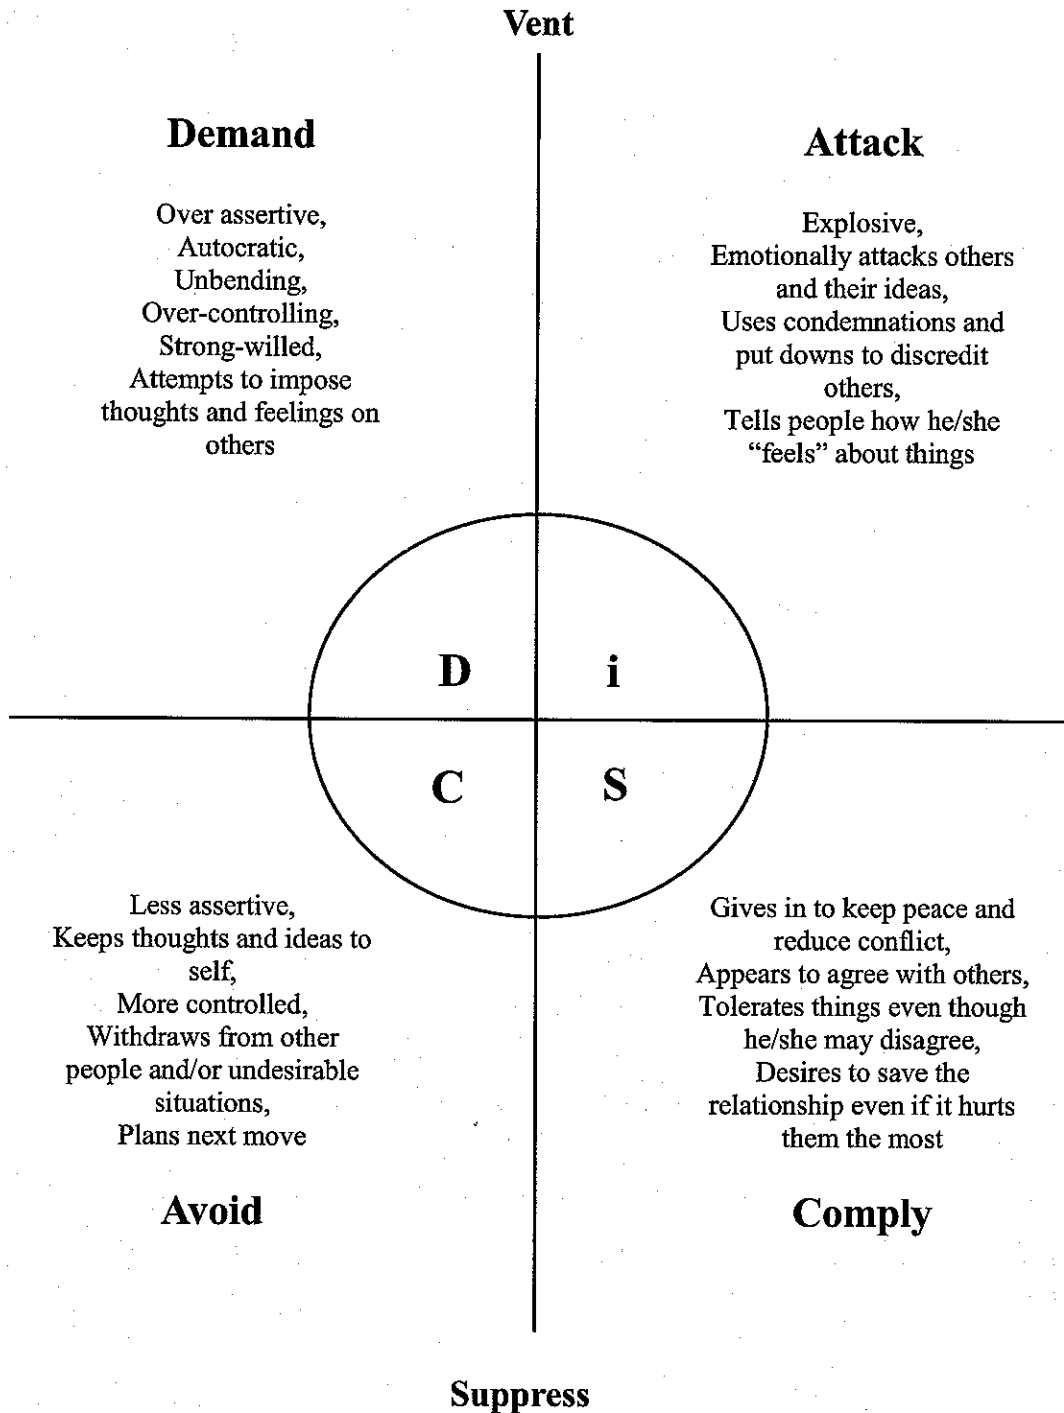 Vent
Demand
Over assertive,
Autocratic,
Unbending,
Over-controlling,
Strong-willed,
Attempts to impose
thoughts and feelings on
others
Attack
Explosive,
Emotionally attacks others
and their ideas,
Uses condemnations and
put downs to discredit
others,
Tells people how he/she
“feels” about things
D
i
C
S
Less assertive,
Keeps thoughts and ideas to
self,
More controlled,
Withdraws from other
people and/or undesirable
situations,
Plans next move
Avoid
Gives in to keep peace and
reduce conflict,
Appears to agree with others,
Tolerates things even though
he/she may disagree,
Desires to save the
relationship even if it hurts
them the most
Comply
Suppress